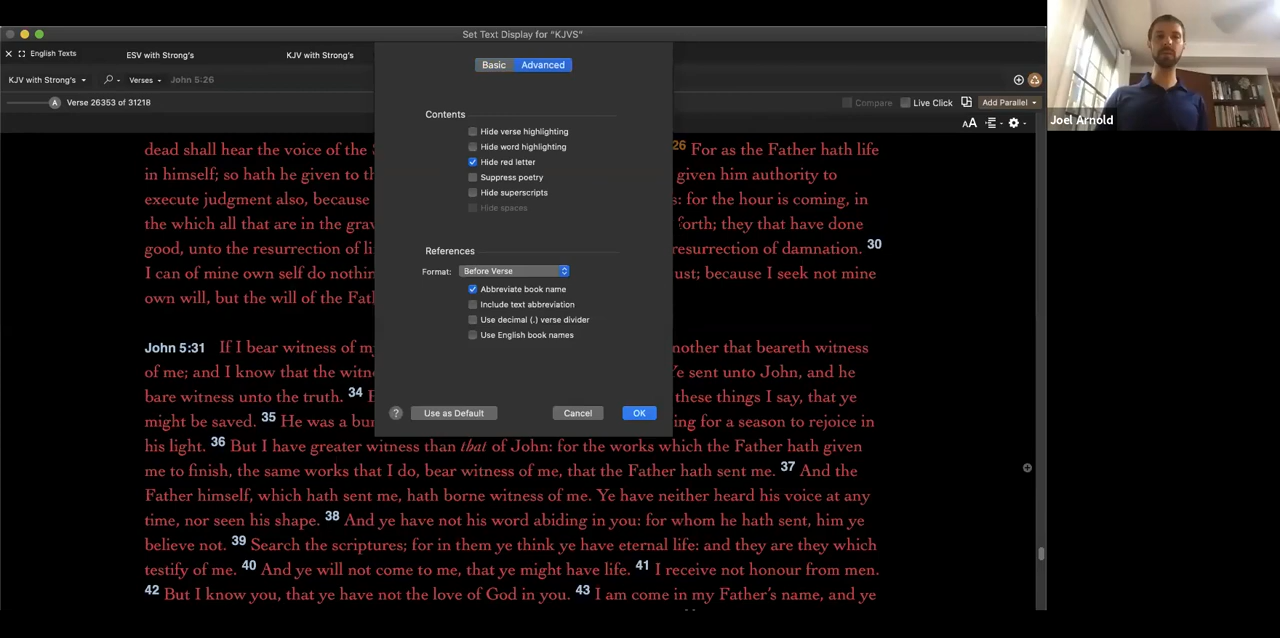 Set Text Display for "KJVS"
English Texts
ESV with Strong's
KJV with Strong's
Basic
Advanced
KJV with Strong's
Verses
John 5:26
Verse 26353 of 31218
Compare
Live Click
Add Parallel
Joel Arnold
Contents
Hide verse highlighting
Hide word highlighting
Hide red letter
Suppress poetry
Hide superscripts
Hide spaces
References
Format:
Before Verse
Abbreviate book name
Include text abbreviation
Use decimal (.) verse divider
Use English book names
?
Use as Default
Cancel
OK
dead shall hear the voice of the 26 For as the Father hath life
in himself; so hath he given to th given him authority to
execute judgment also, because s: for the hour is coming, in
the which all that are in the grav forth; they that have done
good, unto the resurrection of li resurrection of damnation. 30
I can of mine own self do nothin ust; because I seek not mine
own will, but the will of the Fat
John 5:31 If I bear witness of my nother that beareth witness
of me; and I know that the witn Ye sent unto John, and he
bare witness unto the truth. 34 these things I say, that ye
might be saved. 35 He was a bu ing for a season to rejoice in
his light. 36 But I have greater witness than that of John: for the works which the Father hath given
me to finish, the same works that I do, bear witness of me, that the Father hath sent me. 37 And the
Father himself, which hath sent me, hath borne witness of me. Ye have neither heard his voice at any
time, nor seen his shape. 38 And ye have not his word abiding in you: for whom he hath sent, him ye
believe not. 39 Search the scriptures; for in them ye think ye have eternal life: and they are they which
testify of me. 40 And ye will not come to me, that ye might have life. 41 I receive not honour from men.
42 But I know you, that ye have not the love of God in you. 43 I am come in my Father's name, and ye